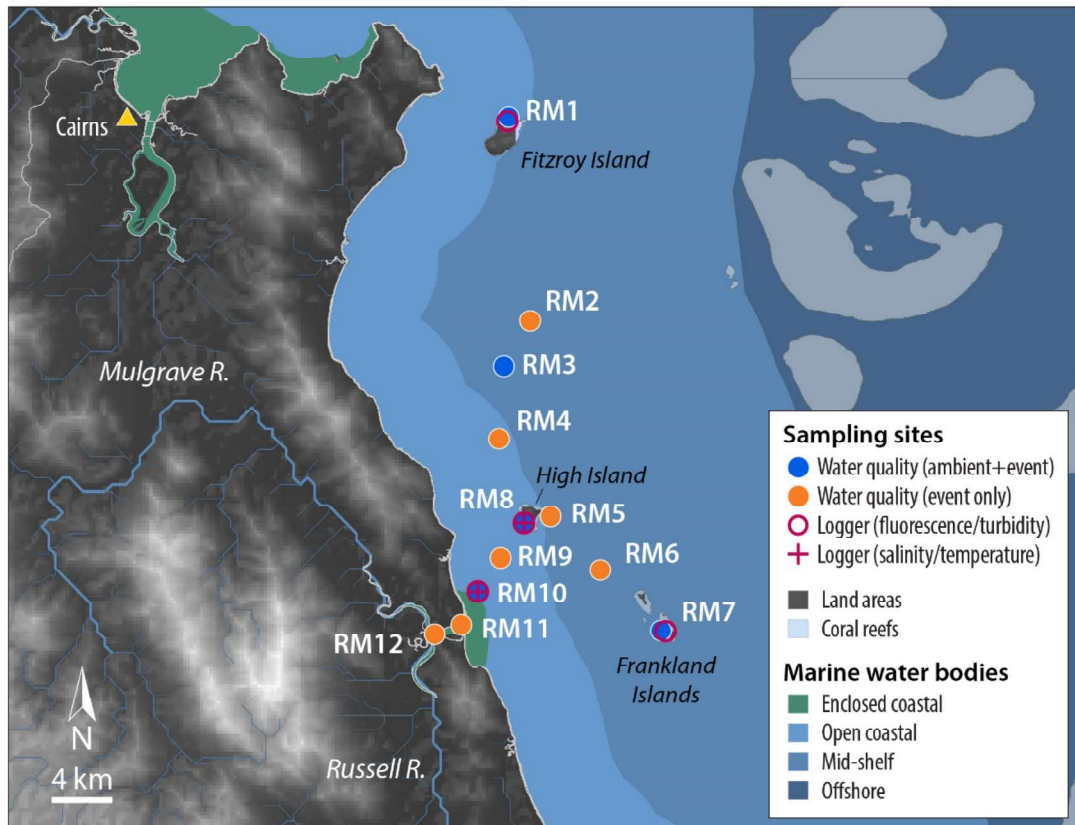 Cairns
RM1
Fitzroy Island
RM2
RM3
Mulgrave R.
RM4
High Island
RM8
RM5
RM9
RM6
RM10
RM7
RM11
RM12
Frankland
Islands
N
4 km
Russell R.
Sampling sites
Water quality (ambient+event)
Water quality (event only)
Logger (fluorescence/turbidity)
Logger (salinity/temperature)
Land areas
Coral reefs
Marine water bodies
Enclosed coastal
Open coastal
Mid-shelf
Offshore